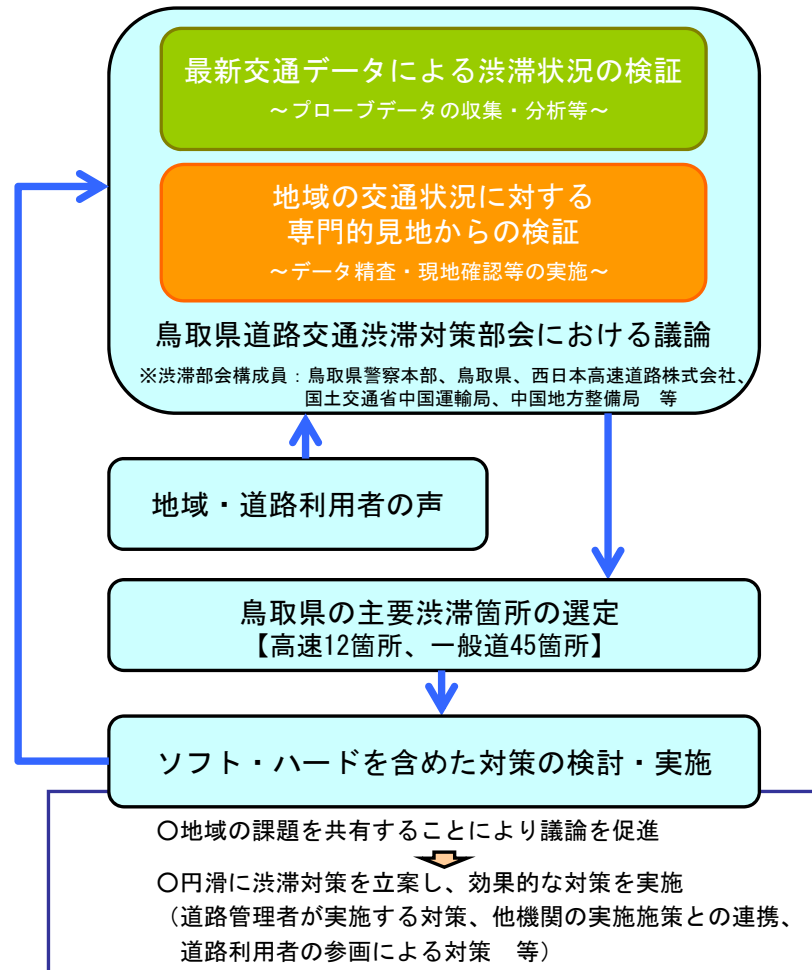 最新交通データによる渋滞状況の検証
～プローブデータの収集・分析等～
地域の交通状況に対する
専門的見地からの検証
～データ精査・現地確認等の実施～
鳥取県道路交通渋滞対策部会における議論
※渋滞部会構成員：鳥取県警察本部、鳥取県、西日本高速道路株式会社、
国土交通省中国運輸局、中国地方整備局　等
地域・道路利用者の声
鳥取県の主要渋滞箇所の選定
【高速12箇所、一般道45箇所】
ソフト・ハードを含めた対策の検討・実施
○地域の課題を共有することにより議論を促進
○円滑に渋滞対策を立案し、効果的な対策を実施
（道路管理者が実施する対策、他機関の実施施策との連携、
道路利用者の参画による対策　等）